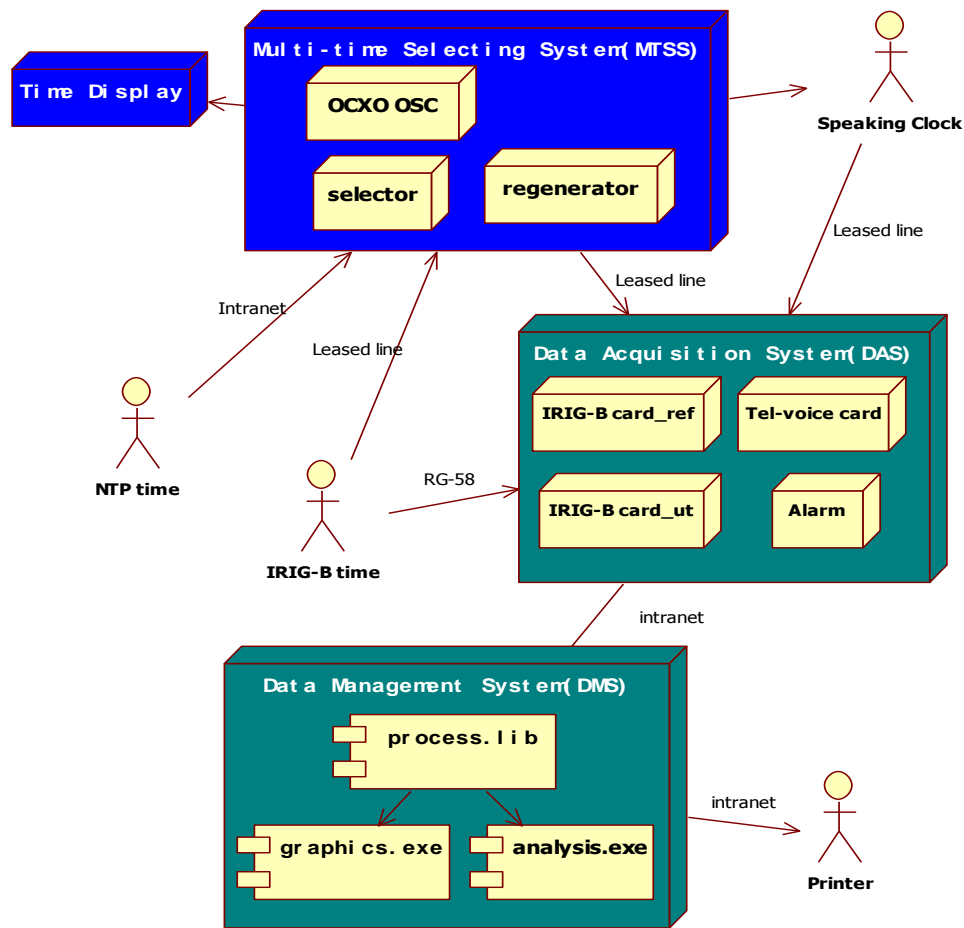 Multi-time Selecting System(MTSS)
Time Display
OCXO OSC
selector
regenerator
Speaking Clock
Leased line
Leased line
Intranet
Leased line
Data Acquisition System(DAS)
IRIG-B card_ref
Tel-voice card
NTP time
RG-58
IRIG-B card_ut
Alarm
IRIG-B time
intranet
Data Management System(DMS)
process.lib
intranet
graphics.exe
analysis.exe
Printer